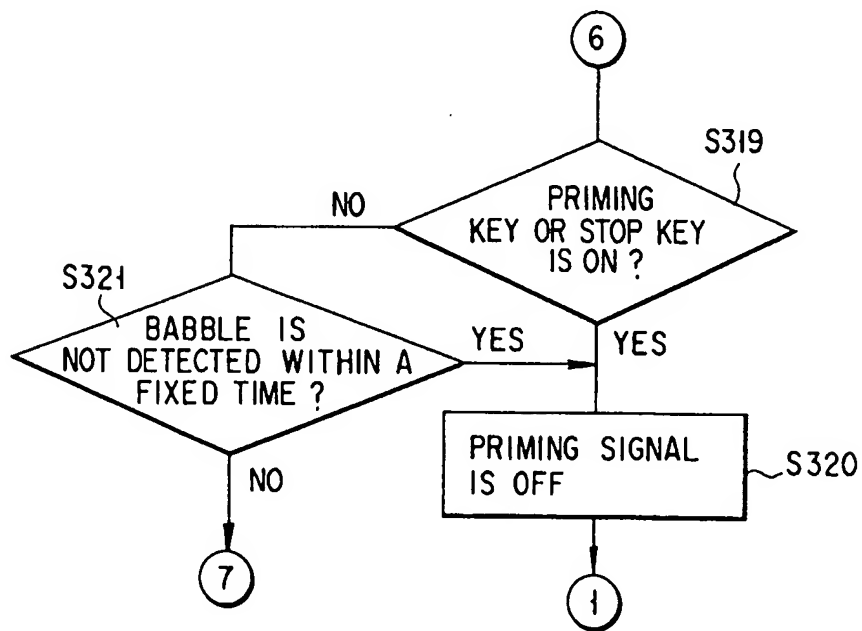 6
S319
PRIMING
KEY OR STOP KEY
IS ON ?
NO
YES
S321
BABBLE IS
NOT DETECTED WITHIN A
FIXED TIME ?
YES
NO
PRIMING SIGNAL
IS OFF
S320
7
1